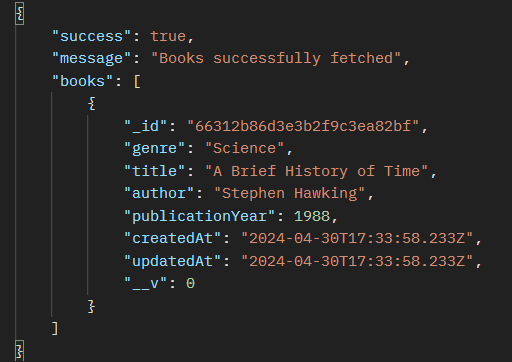 {
    "success": true,
    "message": "Books successfully fetched",
    "books": [
        {
            "_id": "66312b86d3e3b2f9c3ea82bf",
            "genre": "Science",
            "title": "A Brief History of Time",
            "author": "Stephen Hawking",
            "publicationYear": 1988,
            "createdAt": "2024-04-30T17:33:58.233Z",
            "updatedAt": "2024-04-30T17:33:58.233Z",
            "__v": 0
        }
    ]
}